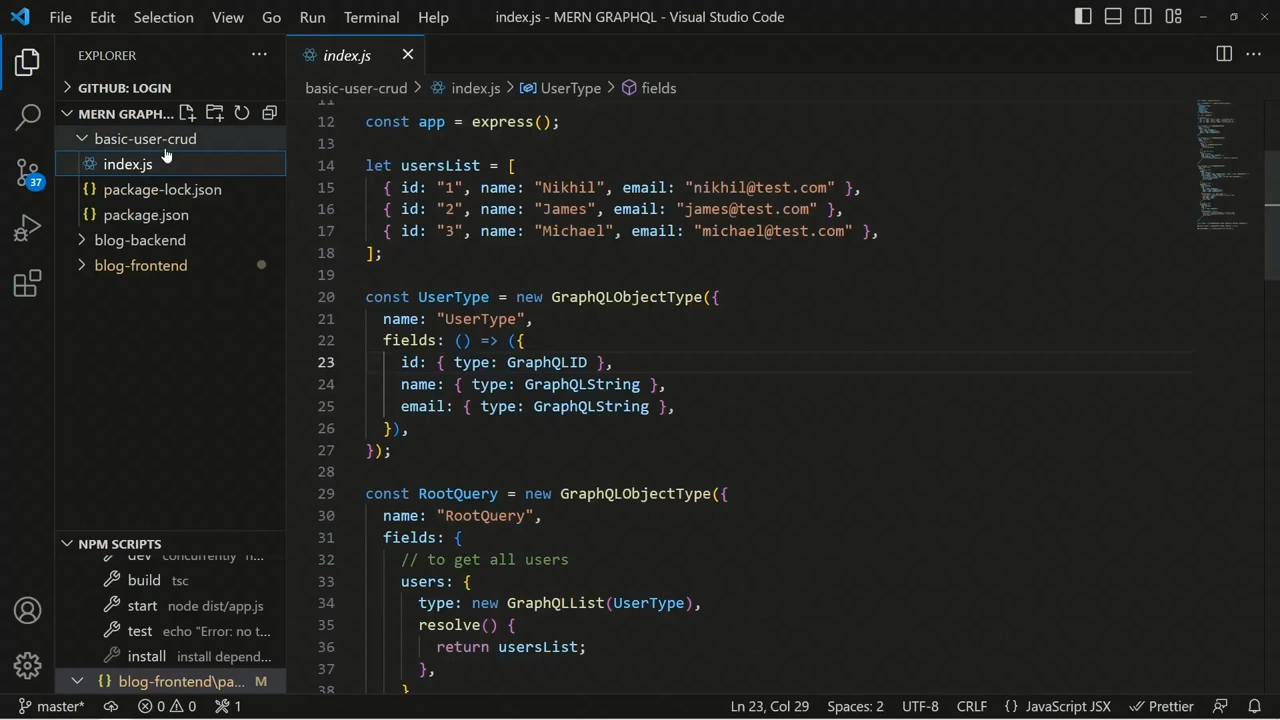 File Edit Selection View Go Run Terminal Help index.js - MERN GRAPHQL - Visual Studio Code
EXPLORER
GITHUB: LOGIN
MERN GRAPH...
basic-user-crud
index.js
package-lock.json
package.json
blog-backend
blog-frontend
37
NPM SCRIPTS
dev concurrently "n...
build tsc
start node dist/app.js
test echo "Error: no t...
install install depend...
{} blog-frontend\pa... M
index.js
basic-user-crud > index.js > UserType > fields
11
12 const app = express();
13
14 let usersList = [
15 { id: "1", name: "Nikhil", email: "nikhil@test.com" },
16 { id: "2", name: "James", email: "james@test.com" },
17 { id: "3", name: "Michael", email: "michael@test.com" },
18 ];
19
20 const UserType = new GraphQLObjectType({
21 name: "UserType",
22 fields: () => ({
23 id: { type: GraphQLID },
24 name: { type: GraphQLString },
25 email: { type: GraphQLString },
26 }),
27 });
28
29 const RootQuery = new GraphQLObjectType({
30 name: "RootQuery",
31 fields: {
32 // to get all users
33 users: {
34 type: new GraphQLList(UserType),
35 resolve() {
36 return usersList;
37 },
38 }
master* 0 0 1 Ln 23, Col 29 Spaces: 2 UTF-8 CRLF {} JavaScript JSX Prettier